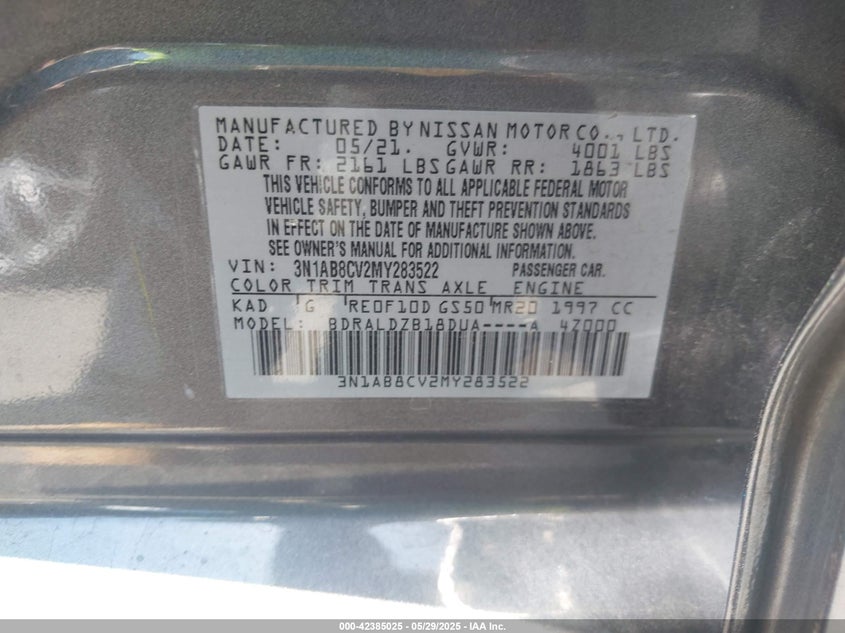 MANUFACTURED BY NISSAN MOTOR CO., LTD.
DATE: 05/21. GVWR: 4001 LBS
GAWR FR: 2161 LBS GAWR RR: 1863 LBS
THIS VEHICLE CONFORMS TO ALL APPLICABLE FEDERAL MOTOR
VEHICLE SAFETY, BUMPER AND THEFT PREVENTION STANDARDS
IN EFFECT ON THE DATE OF MANUFACTURE SHOWN ABOVE.
SEE OWNER'S MANUAL FOR ADDITIONAL INFORMATION.
VIN: 3N1AB8CV2MY283522 PASSENGER CAR.
COLOR TRIM TRANS AXLE ENGINE
KAD G RE0F10D GS50 MR20 1997 CC
MODEL: BDRALDZB18DUA----A 47000
3N1AB8CV2MY283522
000-42385025 - 05/29/2025 - IAA Inc.